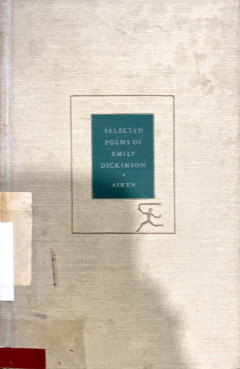 SELECTED
POEMS OF
EMILY
DICKINSON
•
AIKEN